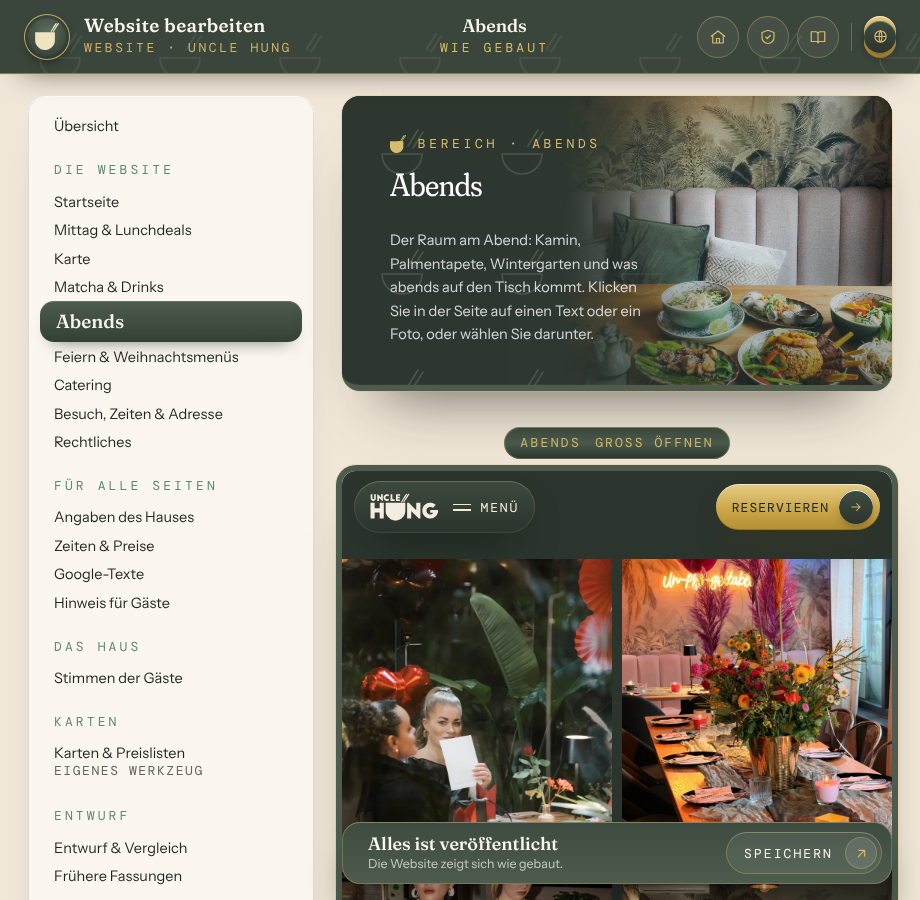 Website bearbeiten
WEBSITE · UNCLE HUNG
Abends
WIE GEBAUT
Übersicht
DIE WEBSITE
Startseite
Mittag & Lunchdeals
Karte
Matcha & Drinks
Abends
Feiern & Weihnachtsmenüs
Catering
Besuch, Zeiten & Adresse
Rechtliches
FÜR ALLE SEITEN
Angaben des Hauses
Zeiten & Preise
Google-Texte
Hinweis für Gäste
DAS HAUS
Stimmen der Gäste
KARTEN
Karten & Preislisten
EIGENES WERKZEUG
ENTWURF
Entwurf & Vergleich
Frühere Fassungen
BEREICH · ABENDS
Abends
Der Raum am Abend: Kamin,
Palmentapete, Wintergarten und was
abends auf den Tisch kommt. Klicken
Sie in der Seite auf einen Text oder ein
Foto, oder wählen Sie darunter.
ABENDS GROSS ÖFFNEN
UNCLE
HUNG
MENÜ
RESERVIEREN
Alles ist veröffentlicht
Die Website zeigt sich wie gebaut.
SPEICHERN